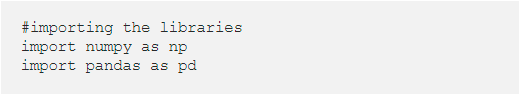 #importing the libraries
import numpy as np
import pandas as pd